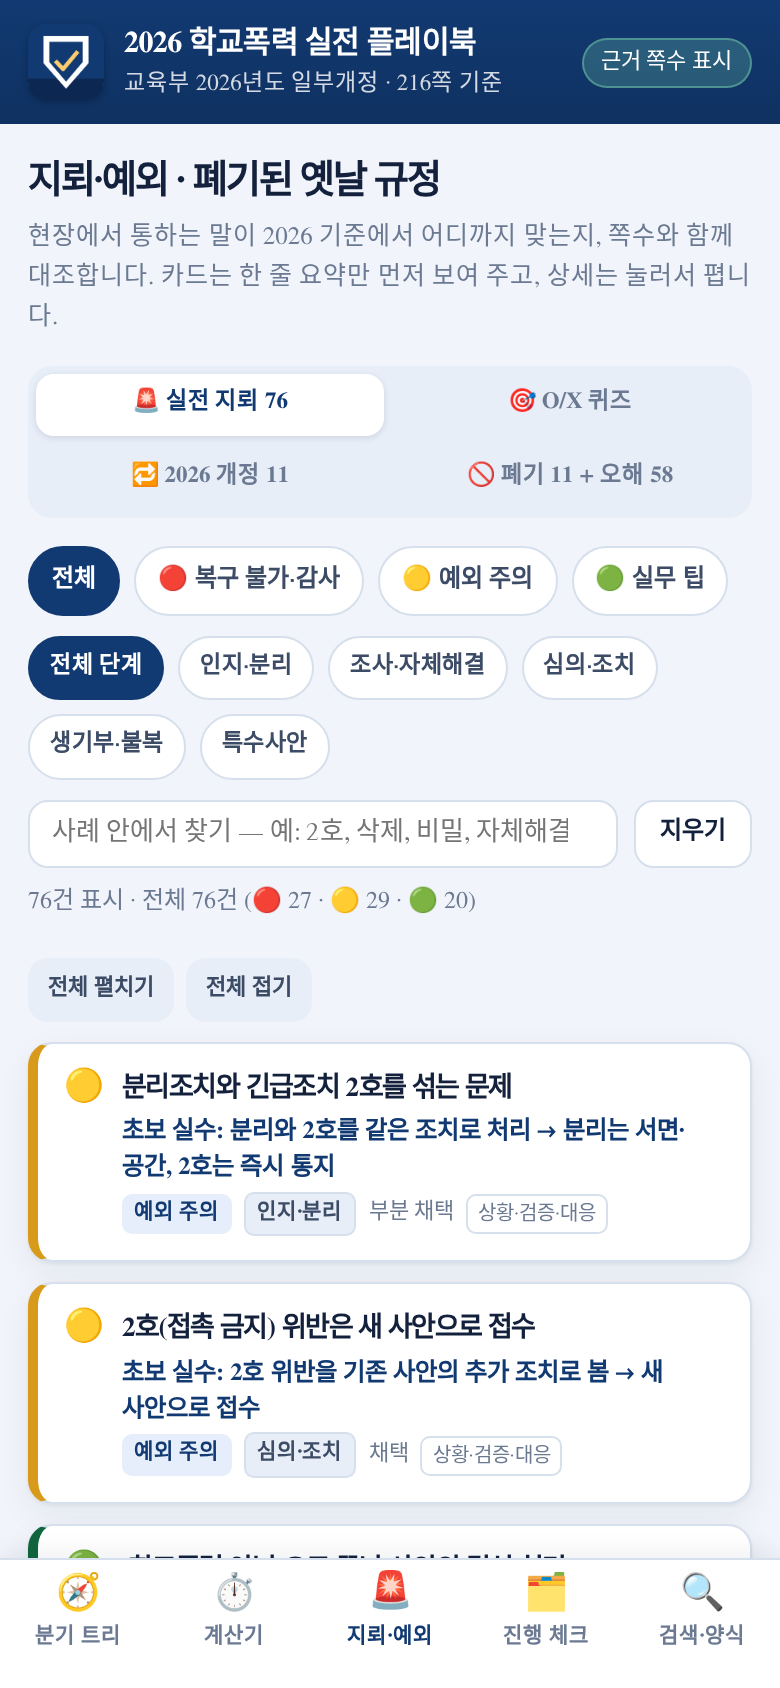 2026 학교폭력 실전 플레이북
교육부 2026년도 일부개정 · 216쪽 기준
근거 쪽수 표시
지뢰·예외 · 폐기된 옛날 규정
현장에서 통하는 말이 2026 기준에서 어디까지 맞는지, 쪽수와 함께
대조합니다. 카드는 한 줄 요약만 먼저 보여 주고, 상세는 눌러서 폅니
다.
🚨 실전 지뢰 76
🎯 O/X 퀴즈
🔁 2026 개정 11
🚫 폐기 11 + 오해 58
전체
🔴 복구 불가·감사
🟡 예외 주의
🟢 실무 팁
전체 단계
인지·분리
조사·자체해결
심의·조치
생기부·불복
특수사안
사례 안에서 찾기 — 예: 2호, 삭제, 비밀, 자체해결
지우기
76건 표시 · 전체 76건 (🔴 27 · 🟡 29 · 🟢 20)
전체 펼치기
전체 접기
🟡 분리조치와 긴급조치 2호를 섞는 문제
초보 실수: 분리와 2호를 같은 조치로 처리 → 분리는 서면·
공간, 2호는 즉시 통지
예외 주의 인지·분리 부분 채택 상황·검증·대응
🟡 2호(접촉 금지) 위반은 새 사안으로 접수
초보 실수: 2호 위반을 기존 사안의 추가 조치로 봄 → 새
사안으로 접수
예외 주의 심의·조치 채택 상황·검증·대응
분기 트리
계산기
지뢰·예외
진행 체크
검색·양식